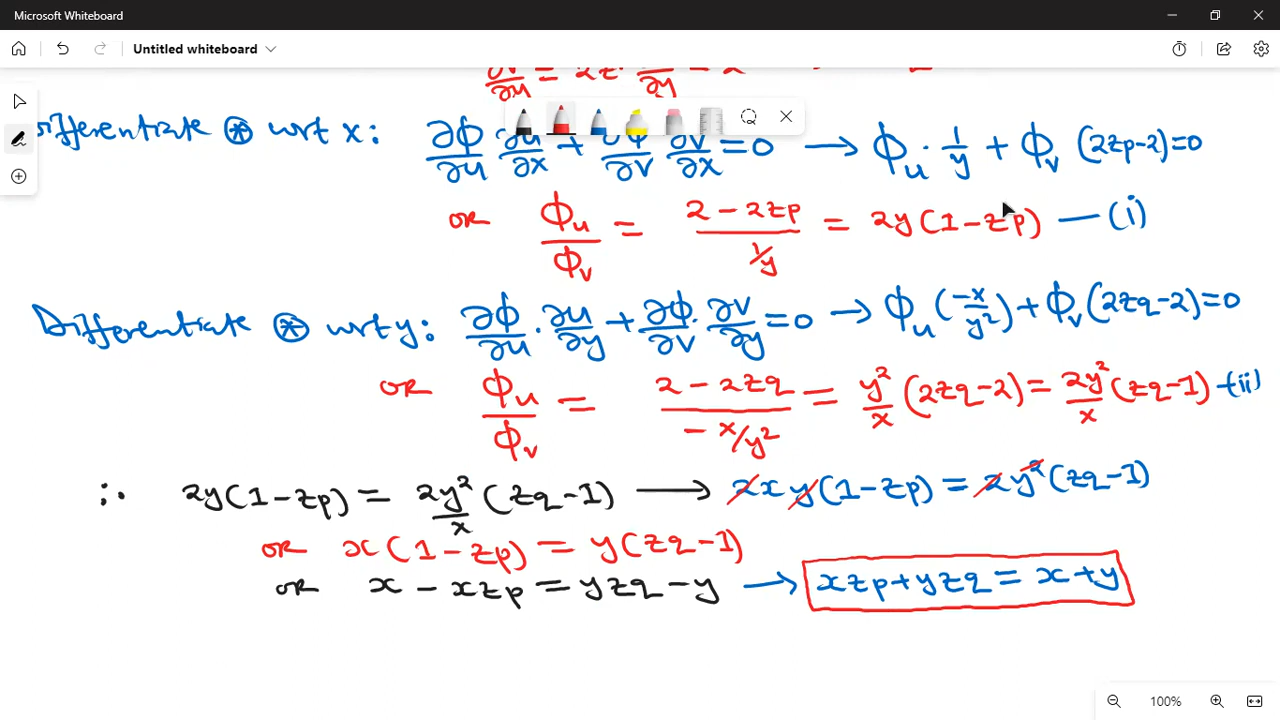 Microsoft Whiteboard
Untitled whiteboard
∂v/∂u = 2z · /∂y - 2
Differentiate ⊛ wrt x: ∂ϕ/∂u · ∂u/∂x + ∂ϕ/∂v ∂v/∂x = 0 → ϕu · 1/y + ϕv (2zp-2)=0
or ϕu/ϕv = (2 - 2zp)/(1/y) = 2y(1-zp) — (i)
Differentiate ⊛ wrt y: ∂ϕ/∂u · ∂u/∂y + ∂ϕ/∂v · ∂v/∂y = 0 → ϕu (-x/y²) + ϕv (2zq-2)=0
or ϕu/ϕv = (2 - 2zq)/(-x/y²) = y²/x (2zq-2) = 2y²/x (zq-1) - (ii)
∴ 2y(1-zp) = 2y²/x (zq-1) → 2xy(1-zp) = 2y²(zq-1)
or x(1-zp) = y(zq-1)
or x - xzp = yzq - y → xzp+yzq = x+y
100%